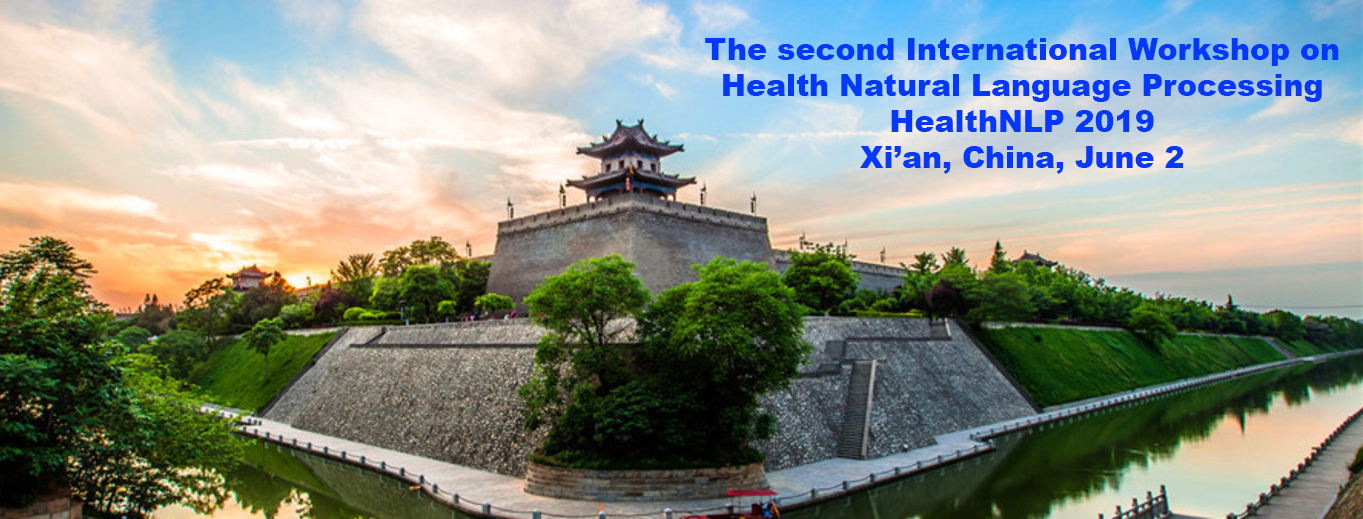 The second International Workshop on
Health Natural Language Processing
HealthNLP 2019
Xi’an, China, June 2